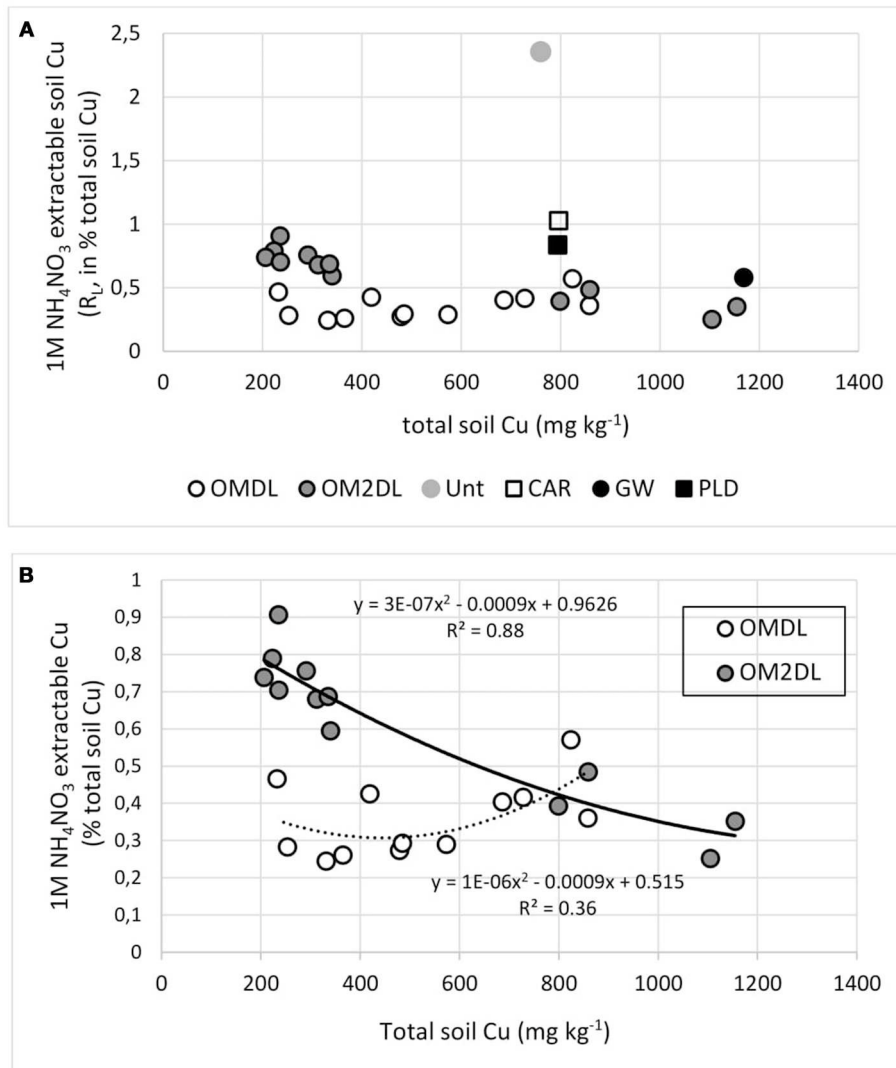 A
1M NH₄NO₃ extractable soil Cu
(R_L, in % total soil Cu)
2,5
2
1,5
1
0,5
0
0 200 400 600 800 1000 1200 1400
total soil Cu (mg kg⁻¹)
OMDL OM2DL Unt CAR GW PLD
B
1M NH₄NO₃ extractable Cu
(% total soil Cu)
1
0,9
0,8
0,7
0,6
0,5
0,4
0,3
0,2
0,1
0
y = 3E-07x² - 0.0009x + 0.9626
R² = 0.88
OMDL
OM2DL
y = 1E-06x² - 0.0009x + 0.515
R² = 0.36
0 200 400 600 800 1000 1200 1400
Total soil Cu (mg kg⁻¹)